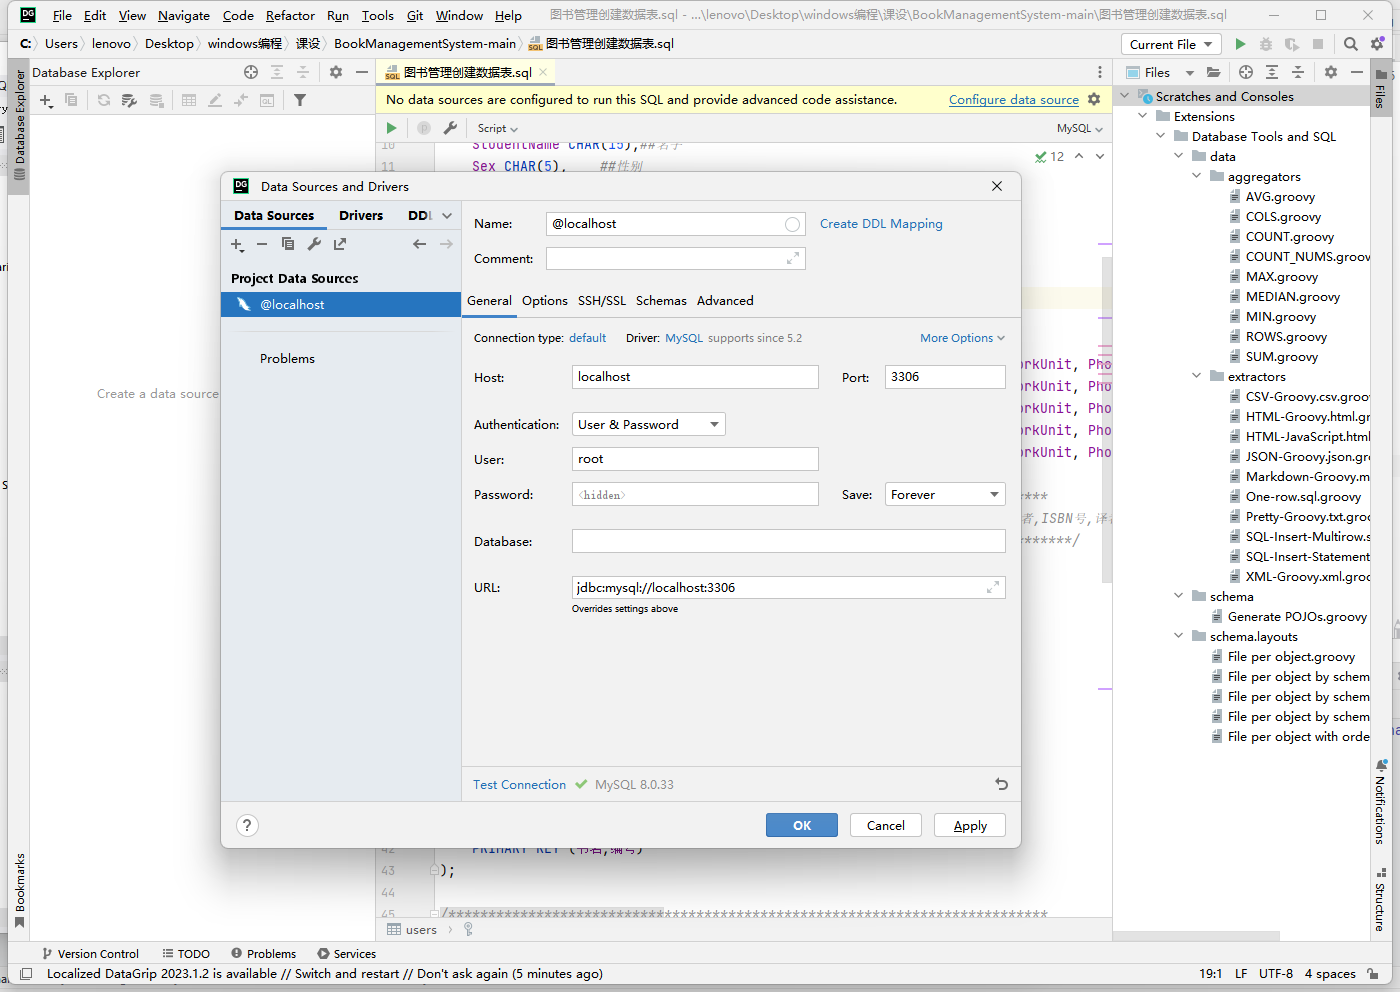 File Edit View Navigate Code Refactor Run Tools Git Window Help 图书管理创建数据表.sql - ...\lenovo\Desktop\windows编程\课设\BookManagementSystem-main\图书管理创建数据表.sql
C: Users lenovo Desktop windows编程 课设 BookManagementSystem-main 图书管理创建数据表.sql Current File
Database Explorer
Database Explorer
图书管理创建数据表.sql
No data sources are configured to run this SQL and provide advanced code assistance. Configure data source
Script MySQL
10 StudentName CHAR(15),##名字
11 Sex CHAR(5), ##性别
12
Data Sources and Drivers
Data Sources Drivers DDL
Project Data Sources
@localhost
Problems
Create a data source
Name: @localhost Create DDL Mapping
Comment:
General Options SSH/SSL Schemas Advanced
Connection type: default Driver: MySQL supports since 5.2 More Options
Host: localhost Port: 3306
Authentication: User & Password
User: root
Password: <hidden> Save: Forever
Database:
URL: jdbc:mysql://localhost:3306
Overrides settings above
Test Connection MySQL 8.0.33
? OK Cancel Apply
orkUnit, Pho
orkUnit, Pho
orkUnit, Pho
orkUnit, Pho
orkUnit, Pho
****
者,ISBN号,译者
*******/
42 PRIMARY KEY (书名,编号)
43 );
44
45 /***************************************************************************
users
Files
Scratches and Consoles
Extensions
Database Tools and SQL
data
aggregators
AVG.groovy
COLS.groovy
COUNT.groovy
COUNT_NUMS.groov
MAX.groovy
MEDIAN.groovy
MIN.groovy
ROWS.groovy
SUM.groovy
extractors
CSV-Groovy.csv.groo
HTML-Groovy.html.gr
HTML-JavaScript.html
JSON-Groovy.json.gro
Markdown-Groovy.m
One-row.sql.groovy
Pretty-Groovy.txt.groo
SQL-Insert-Multirow.s
SQL-Insert-Statement
XML-Groovy.xml.groo
schema
Generate POJOs.groovy
schema.layouts
File per object.groovy
File per object by schem
File per object by schem
File per object by schem
File per object with orde
Files
Notifications
Structure
Bookmarks
Version Control TODO Problems Services
Localized DataGrip 2023.1.2 is available // Switch and restart // Don't ask again (5 minutes ago) 19:1 LF UTF-8 4 spaces